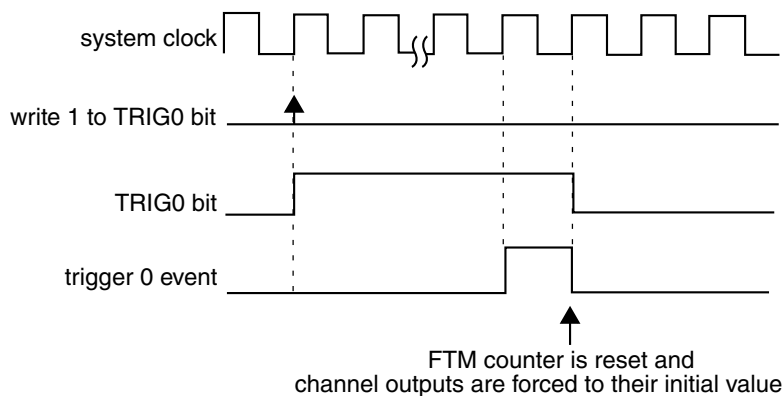 system clock
write 1 to TRIG0 bit
TRIG0 bit
trigger 0 event
FTM counter is reset and
channel outputs are forced to their initial value